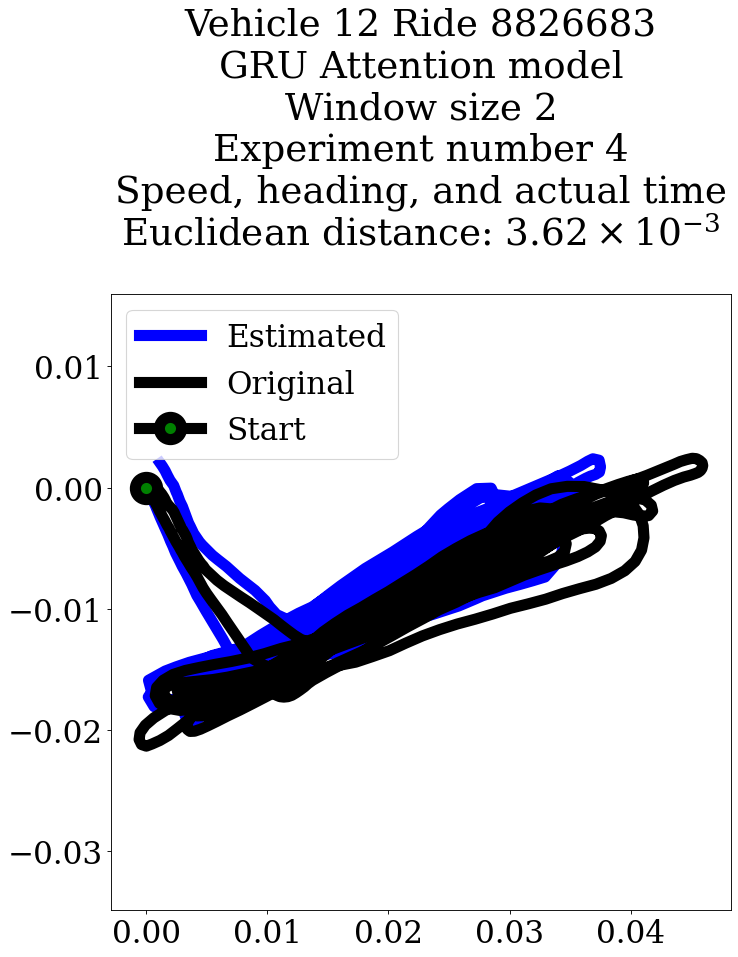 Vehicle 12 Ride 8826683
GRU Attention model
Window size 2
Experiment number 4
Speed, heading, and actual time
Euclidean distance: 3.62 × 10⁻³
Estimated
Original
Start
0.01
0.00
−0.01
−0.02
−0.03
0.00 0.01 0.02 0.03 0.04